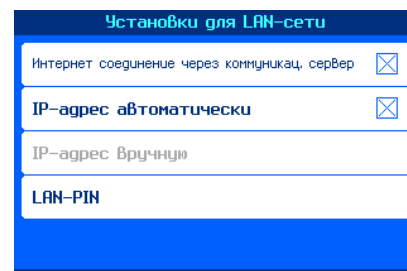 Установки для LAN-сети
Интернет соединение через коммуникац. сервер
IP-адрес автоматически
IP-адрес вручную
LAN-PIN